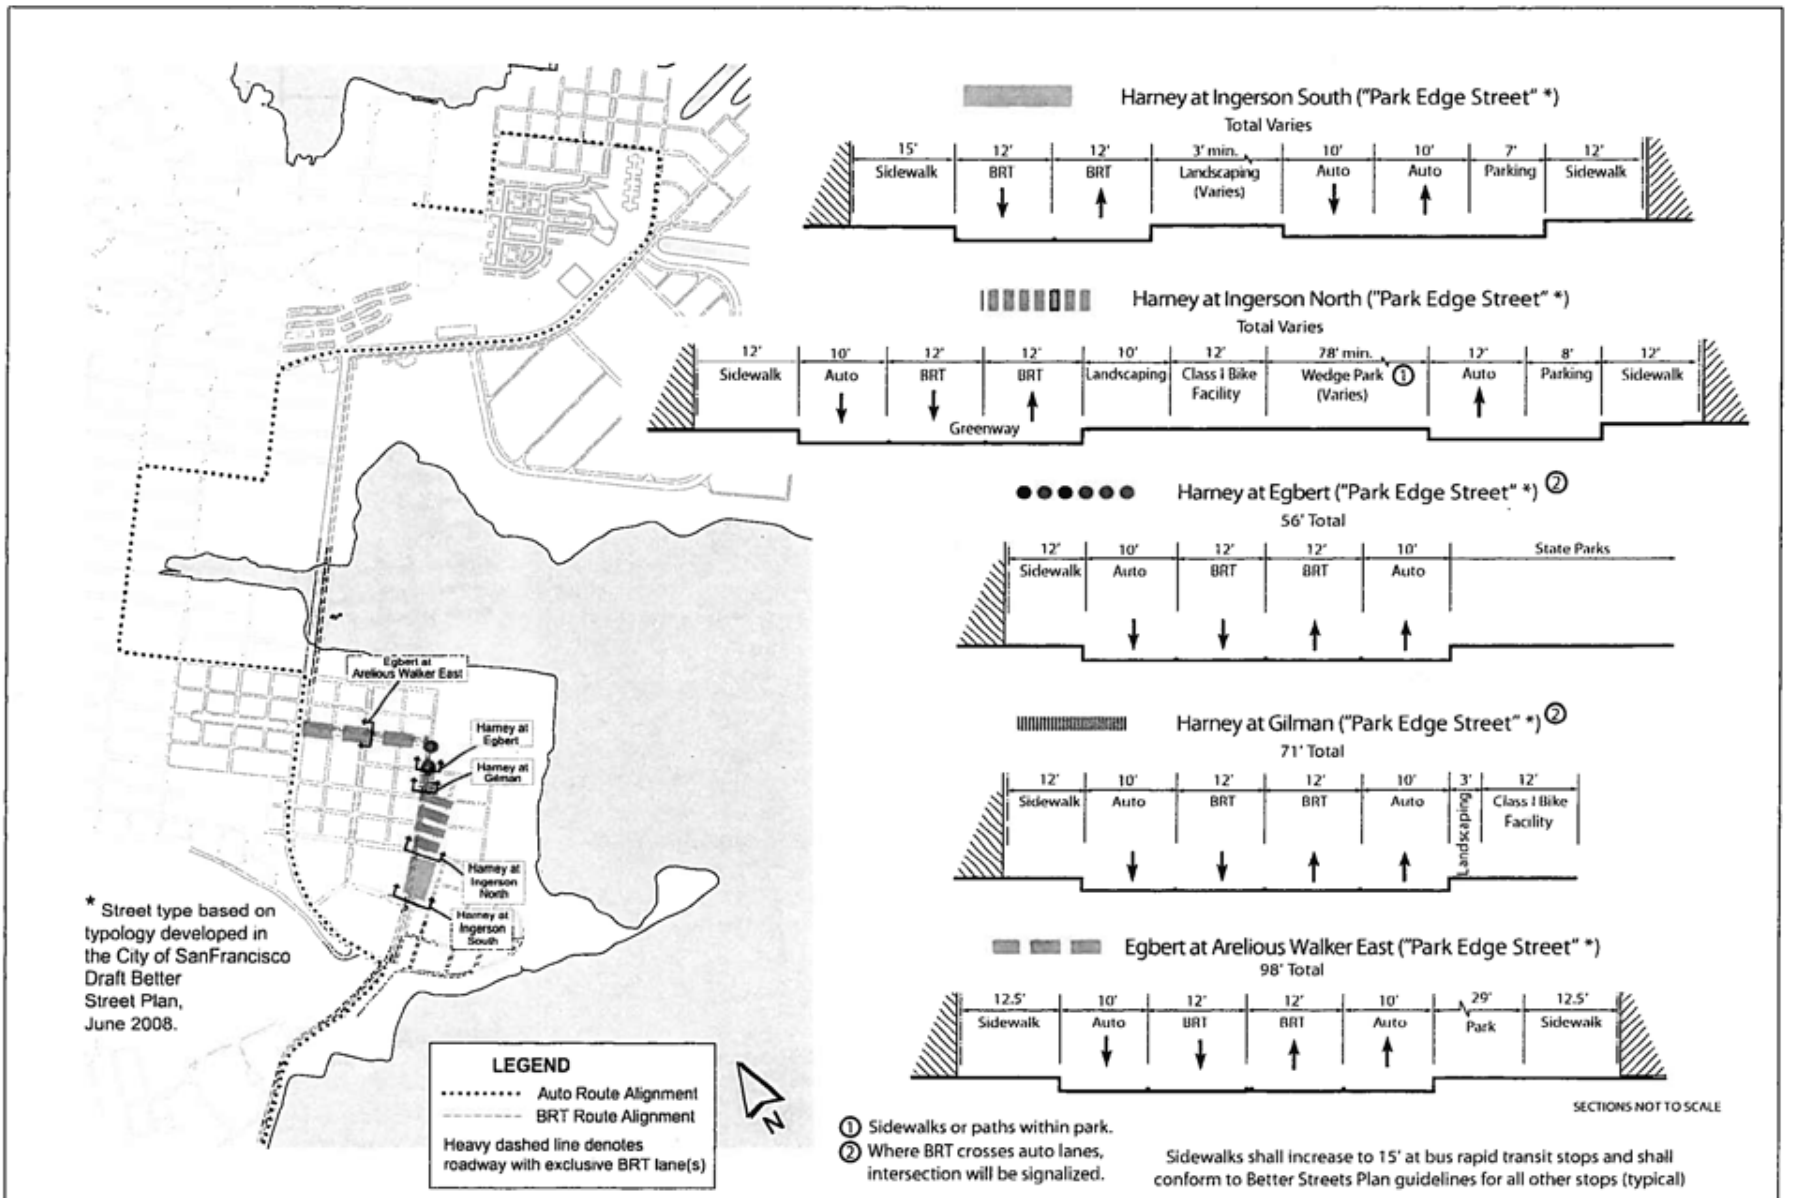 Harney at Ingerson South ("Park Edge Street" *)
Total Varies
15' 12' 12' 3' min. 10' 10' 7' 12'
Sidewalk BRT BRT Landscaping Auto Auto Parking Sidewalk
(Varies)
Harney at Ingerson North ("Park Edge Street" *)
Total Varies
12' 10' 12' 12' 10' 12' 78' min. 12' 8' 12'
Sidewalk Auto BRT BRT Landscaping Class I Bike Wedge Park ① Auto Parking Sidewalk
Facility (Varies)
Greenway
Harney at Egbert ("Park Edge Street" *) ②
56' Total
12' 10' 12' 12' 10' State Parks
Sidewalk Auto BRT BRT Auto
Harney at Gilman ("Park Edge Street" *) ②
71' Total
12' 10' 12' 12' 10' 3' 12'
Sidewalk Auto BRT BRT Auto Landscaping Class I Bike
Facility
Egbert at Arelious Walker East ("Park Edge Street" *)
98' Total
12.5' 10' 12' 12' 10' 29' 12.5'
Sidewalk Auto BRT BRT Auto Park Sidewalk
SECTIONS NOT TO SCALE
① Sidewalks or paths within park.
② Where BRT crosses auto lanes,
intersection will be signalized.
Sidewalks shall increase to 15' at bus rapid transit stops and shall
conform to Better Streets Plan guidelines for all other stops (typical)
Egbert at
Arelious Walker East
Harney at
Egbert
Harney at
Gilman
Harney at
Ingerson
North
Harney at
Ingerson
South
* Street type based on
typology developed in
the City of SanFrancisco
Draft Better
Street Plan,
June 2008.
LEGEND
Auto Route Alignment
BRT Route Alignment
Heavy dashed line denotes
roadway with exclusive BRT lane(s)
N